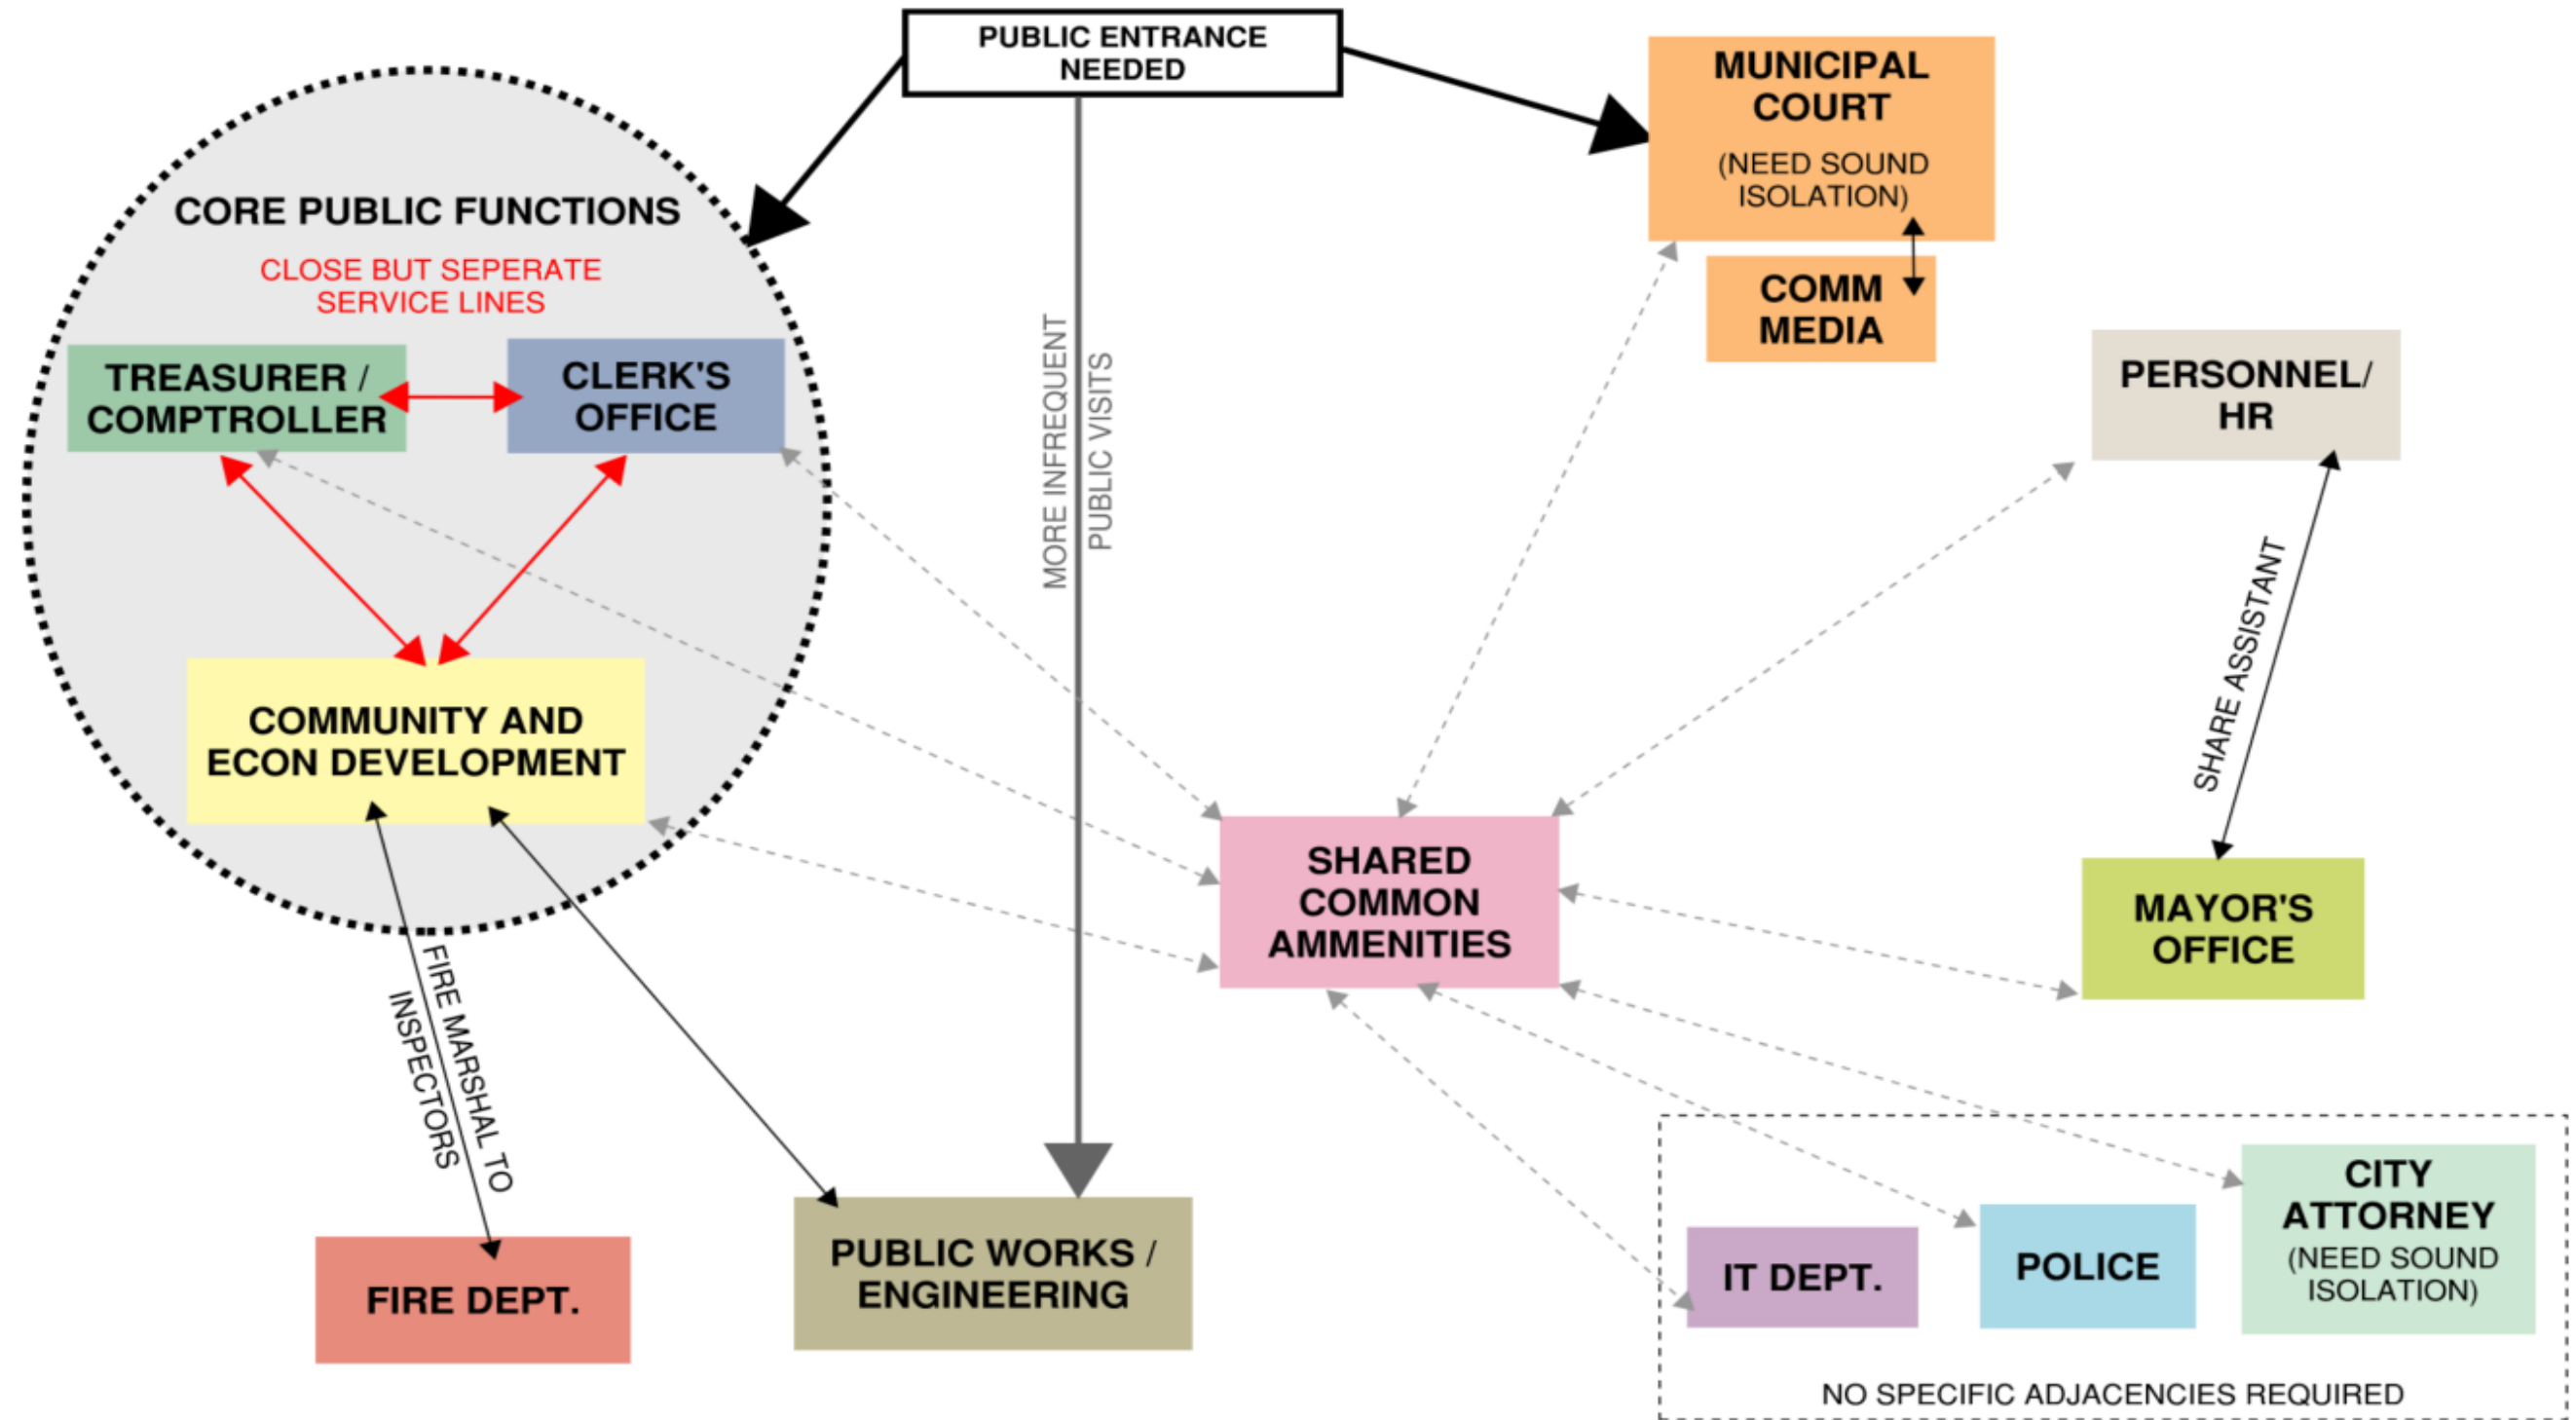 PUBLIC ENTRANCE
NEEDED
MUNICIPAL
COURT
(NEED SOUND
ISOLATION)
COMM
MEDIA
CORE PUBLIC FUNCTIONS
CLOSE BUT SEPERATE
SERVICE LINES
TREASURER /
COMPTROLLER
CLERK'S
OFFICE
COMMUNITY AND
ECON DEVELOPMENT
MORE INFREQUENT
PUBLIC VISITS
PERSONNEL/
HR
SHARE ASSISTANT
SHARED
COMMON
AMMENITIES
MAYOR'S
OFFICE
FIRE MARSHAL TO
INSPECTORS
FIRE DEPT.
PUBLIC WORKS /
ENGINEERING
IT DEPT.
POLICE
CITY
ATTORNEY
(NEED SOUND
ISOLATION)
NO SPECIFIC ADJACENCIES REQUIRED